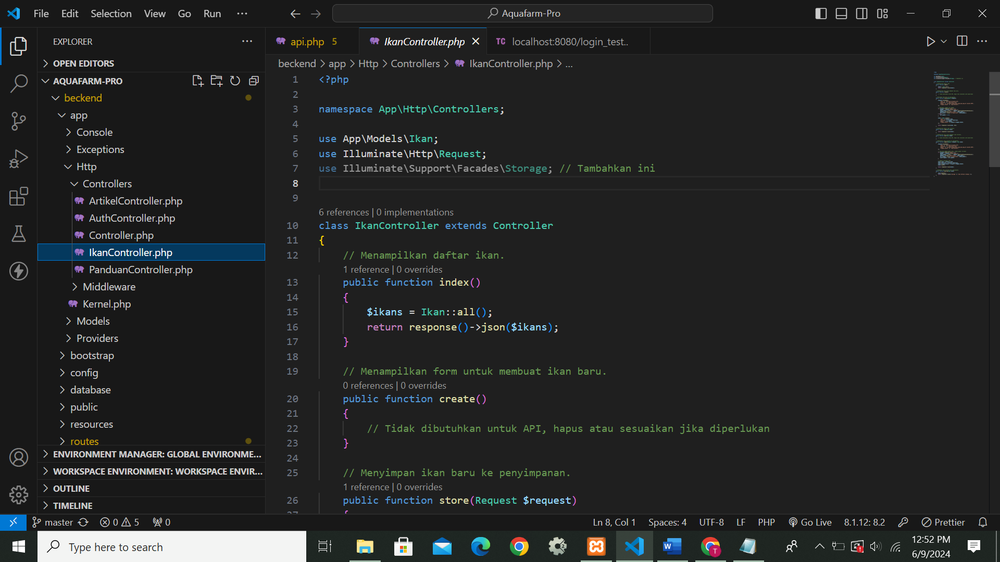 File Edit Selection View Go Run ... Aquafarm-Pro
EXPLORER
OPEN EDITORS
AQUAFARM-PRO
beckend
app
Console
Exceptions
Http
Controllers
ArtikelController.php
AuthController.php
Controller.php
IkanController.php
PanduanController.php
Middleware
Kernel.php
Models
Providers
bootstrap
config
database
public
resources
routes
ENVIRONMENT MANAGER: GLOBAL ENVIRONME...
WORKSPACE ENVIRONMENT: WORKSPACE ENVIR...
OUTLINE
TIMELINE
api.php 5 IkanController.php TC localhost:8080/login_test..
beckend > app > Http > Controllers > IkanController.php > ...
1 <?php
2
3 namespace App\Http\Controllers;
4
5 use App\Models\Ikan;
6 use Illuminate\Http\Request;
7 use Illuminate\Support\Facades\Storage; // Tambahkan ini
8
9
6 references | 0 implementations
10 class IkanController extends Controller
11 {
12 // Menampilkan daftar ikan.
1 reference | 0 overrides
13 public function index()
14 {
15 $ikans = Ikan::all();
16 return response()->json($ikans);
17 }
18
19 // Menampilkan form untuk membuat ikan baru.
0 references | 0 overrides
20 public function create()
21 {
22 // Tidak dibutuhkan untuk API, hapus atau sesuaikan jika diperlukan
23 }
24
25 // Menyimpan ikan baru ke penyimpanan.
1 reference | 0 overrides
26 public function store(Request $request)
27 {
master 0 5 0 Ln 8, Col 1 Spaces: 4 UTF-8 LF PHP Go Live 8.1.12: 8.2 Prettier
Type here to search
12:52 PM
6/9/2024